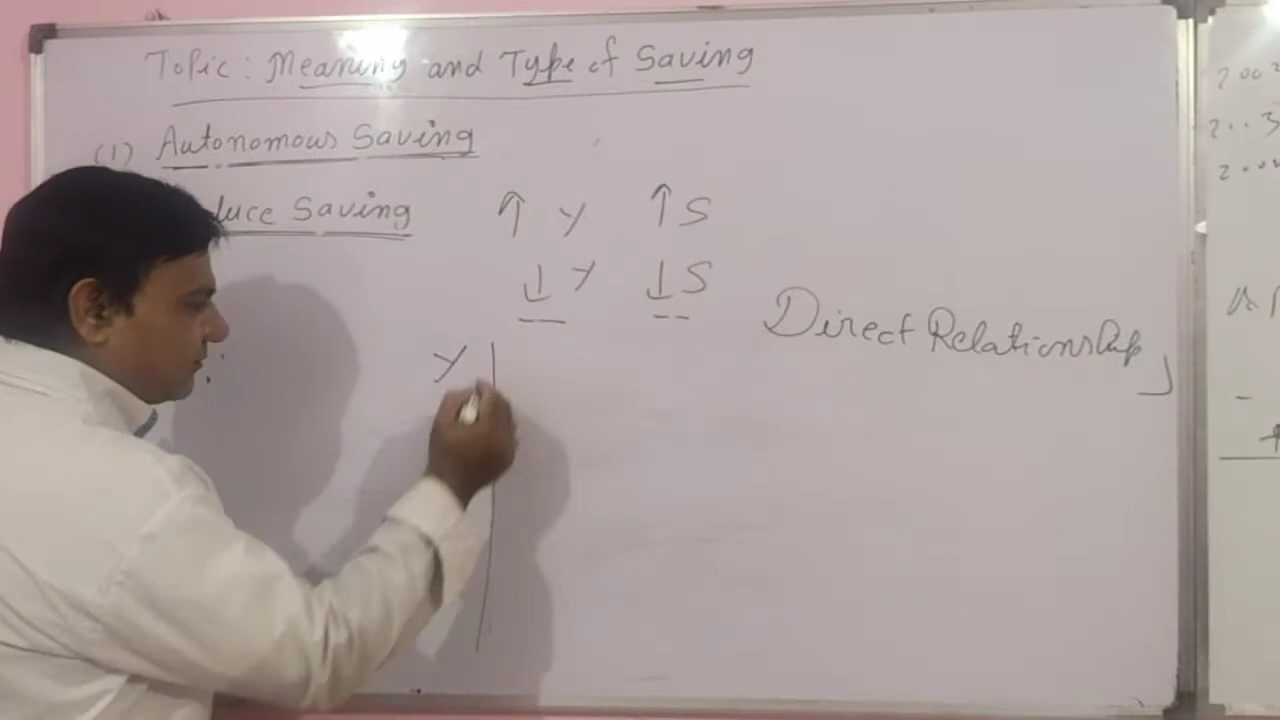 Topic: Meaning and Type of Saving
(1) Autonomous Saving
duce Saving ↑ Y ↑ S
↓ Y ↓ S
Direct Relationship
Y